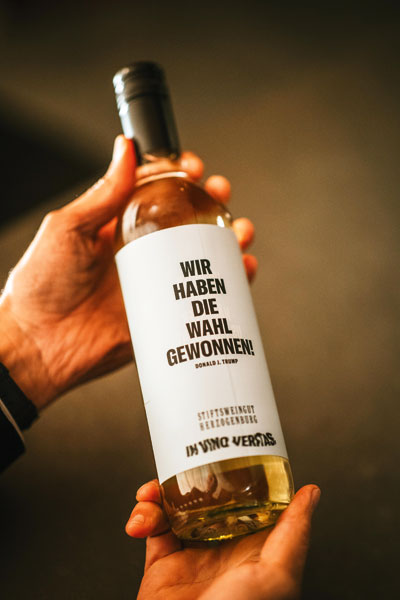 WIR
HABEN
DIE
WAHL
GEWONNEN!
DONALD J. TRUMP
STIFTSWEINGUT
HERZOGENBURG
IN VINO VERITAS